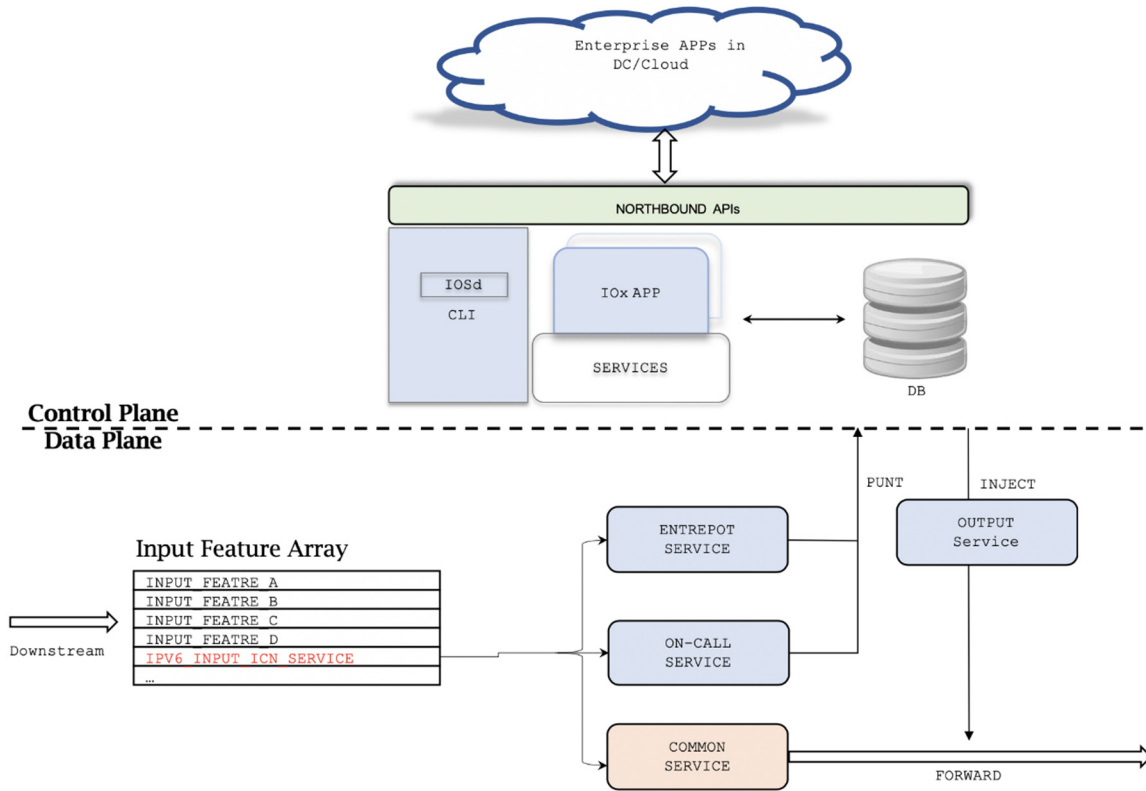 Enterprise APPs in
DC/Cloud
NORTHBOUND APIs
IOSd
CLI
IOx APP
SERVICES
DB
Control Plane
Data Plane
PUNT
INJECT
ENTREPOT
SERVICE
OUTPUT
Service
Input Feature Array
INPUT_FEATRE_A
INPUT_FEATRE_B
INPUT_FEATRE_C
INPUT_FEATRE_D
IPV6_INPUT_ICN_SERVICE
…
Downstream
ON-CALL
SERVICE
COMMON
SERVICE
FORWARD